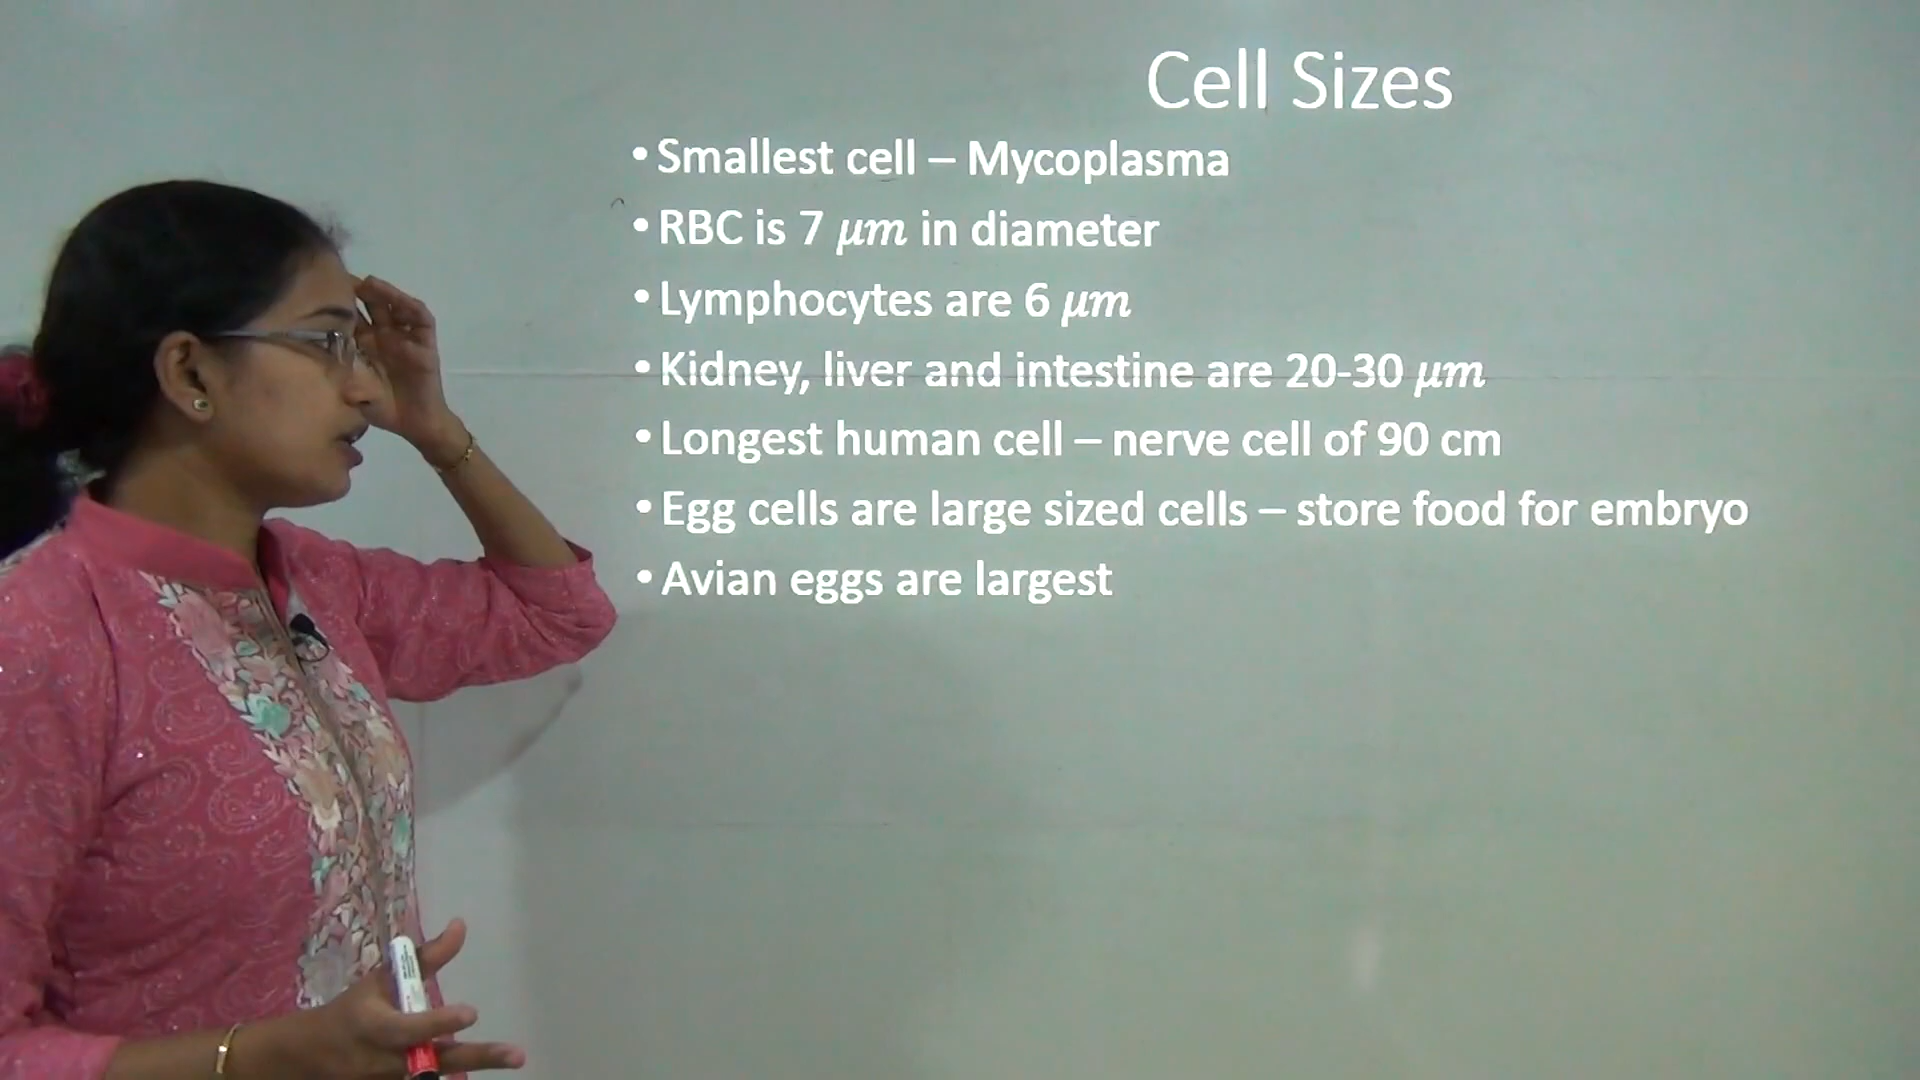 Cell Sizes
• Smallest cell – Mycoplasma
• RBC is 7 μm in diameter
• Lymphocytes are 6 μm
• Kidney, liver and intestine are 20-30 μm
• Longest human cell – nerve cell of 90 cm
• Egg cells are large sized cells – store food for embryo
• Avian eggs are largest